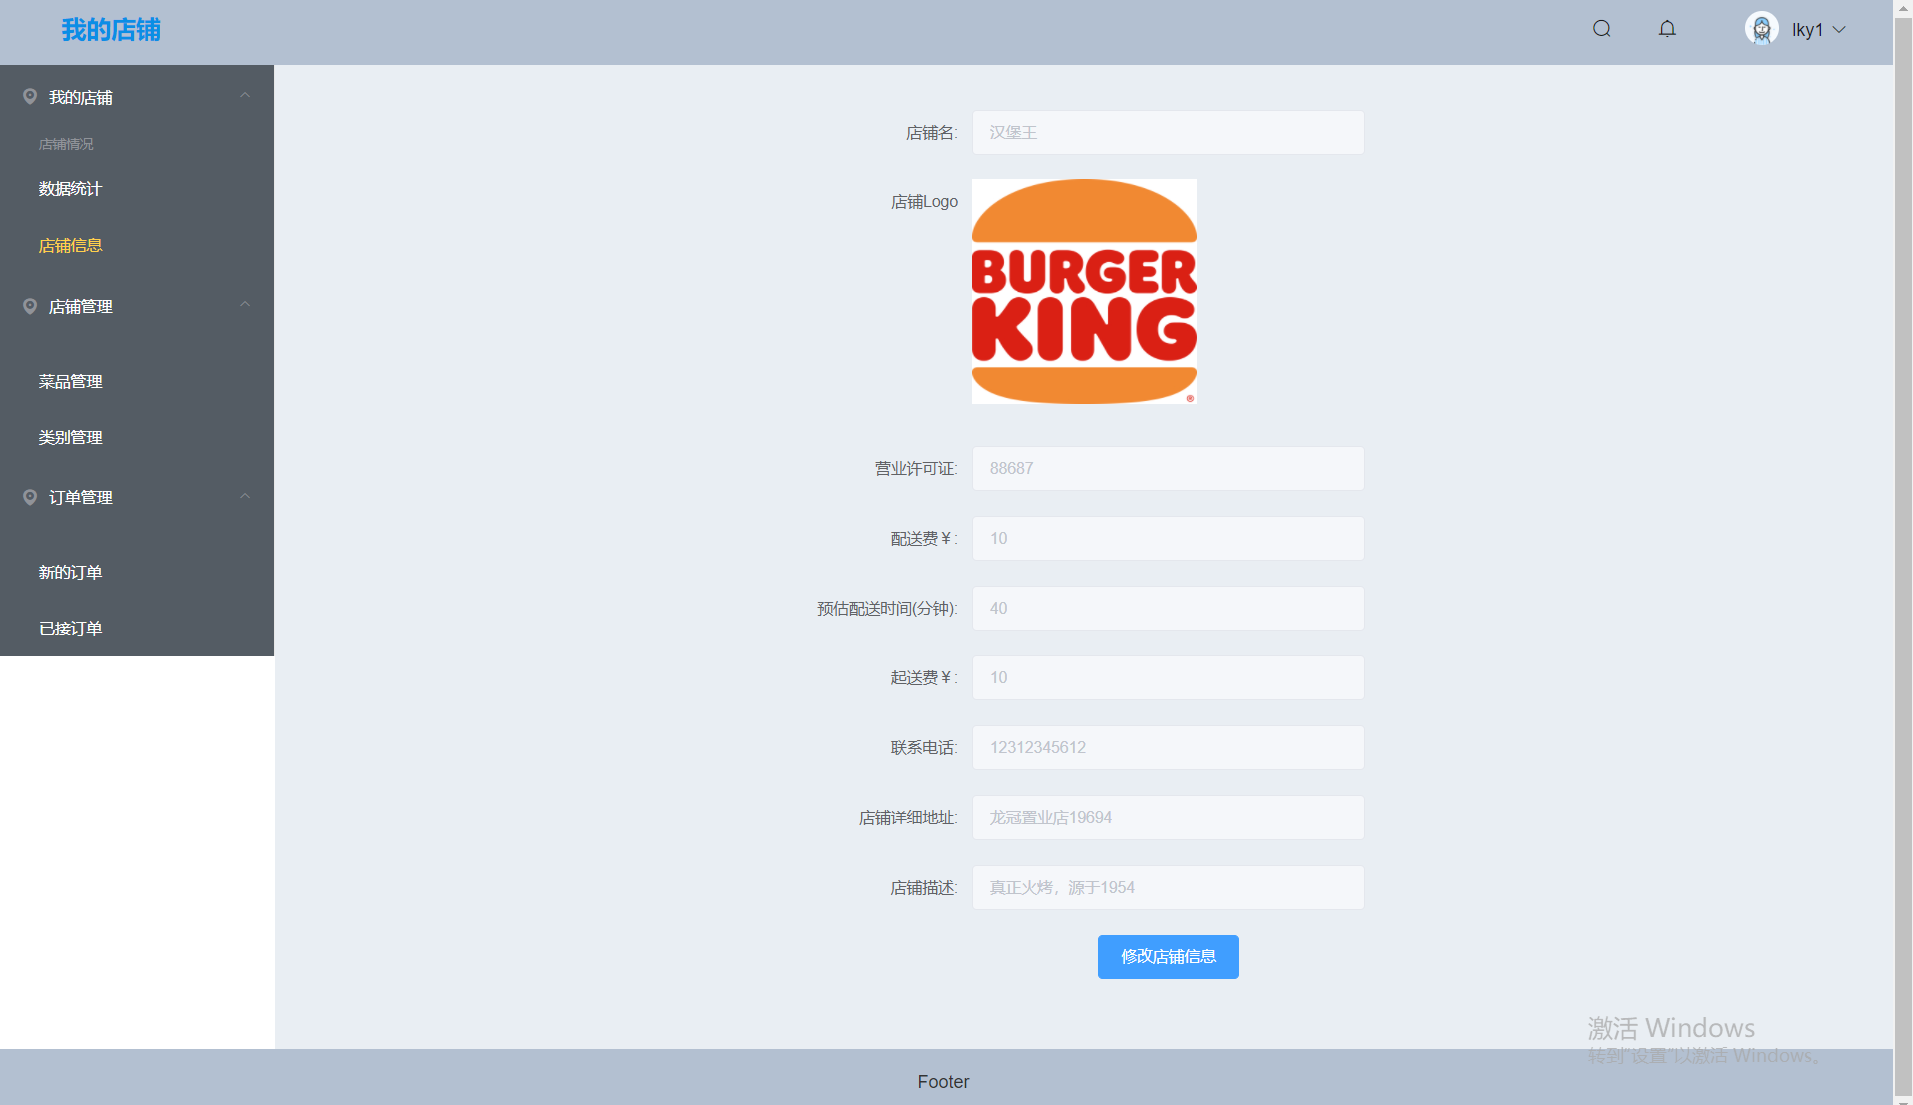 我的店铺
lky1
我的店铺
店铺情况
数据统计
店铺信息
店铺管理
菜品管理
类别管理
订单管理
新的订单
已接订单
店铺名:
汉堡王
店铺Logo
BURGER
KING
®
营业许可证:
88687
配送费￥:
10
预估配送时间(分钟):
40
起送费￥:
10
联系电话:
12312345612
店铺详细地址:
龙冠置业店19694
店铺描述:
真正火烤，源于1954
修改店铺信息
激活 Windows
转到"设置"以激活 Windows。
Footer